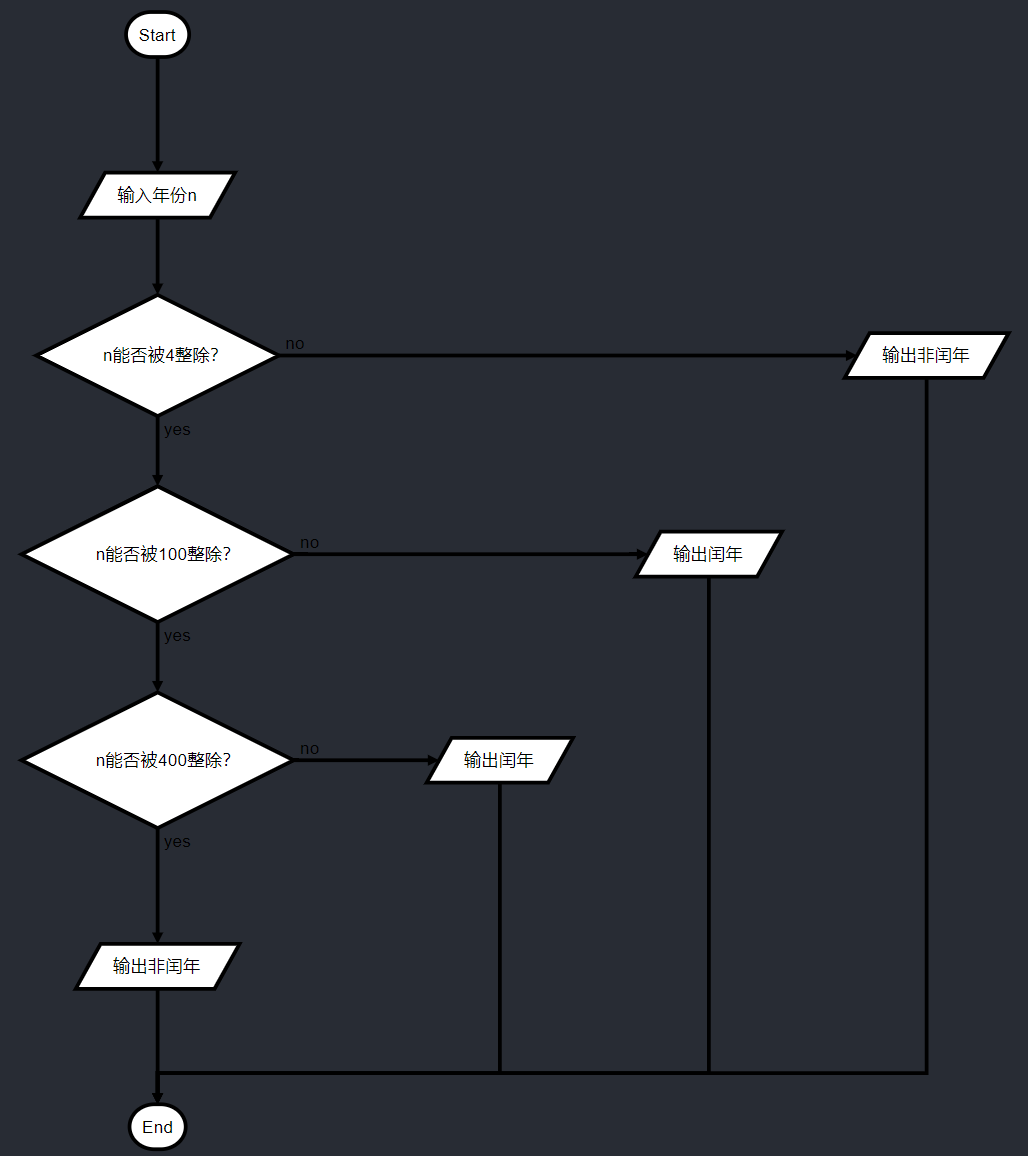 Start
输入年份n
n能否被4整除?
no
输出非闰年
yes
n能否被100整除?
no
输出闰年
yes
n能否被400整除?
no
输出闰年
yes
输出非闰年
End